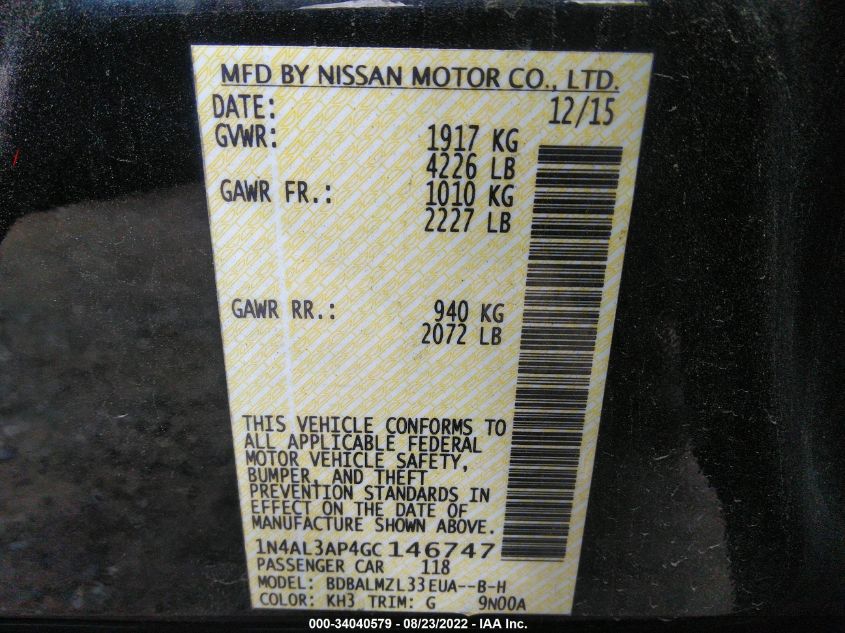 MFD BY NISSAN MOTOR CO., LTD.
DATE: 12/15
GVWR: 1917 KG
4226 LB
GAWR FR.: 1010 KG
2227 LB
GAWR RR.: 940 KG
2072 LB
THIS VEHICLE CONFORMS TO
ALL APPLICABLE FEDERAL
MOTOR VEHICLE SAFETY,
BUMPER, AND THEFT
PREVENTION STANDARDS IN
EFFECT ON THE DATE OF
MANUFACTURE SHOWN ABOVE.
1N4AL3AP4GC146747
PASSENGER CAR 118
MODEL: BDBALMZL33EUA--B-H
COLOR: KH3 TRIM: G 9N00A
000-34040579 - 08/23/2022 - IAA Inc.